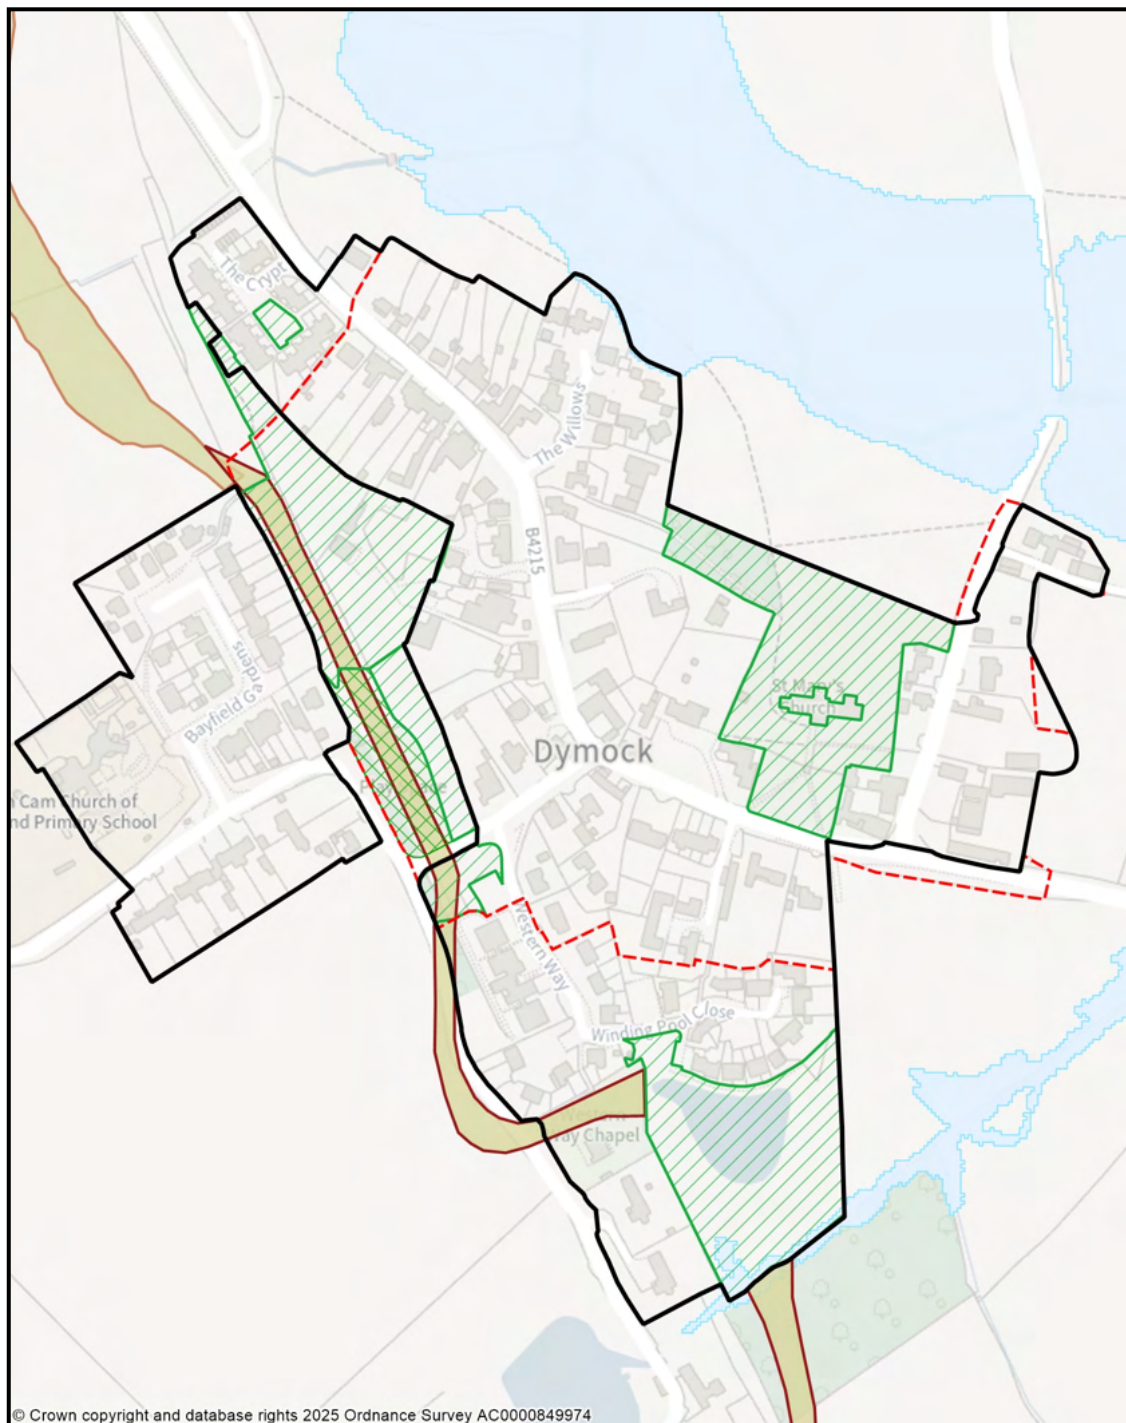 The Crypt
The Willows
B4215
Bayfield Gardens
St Mary's
Church
Dymock
n Cam Church of
nd Primary School
Western Way
Winding Pool Close
Western
Way Chapel
© Crown copyright and database rights 2025 Ordnance Survey AC0000849974